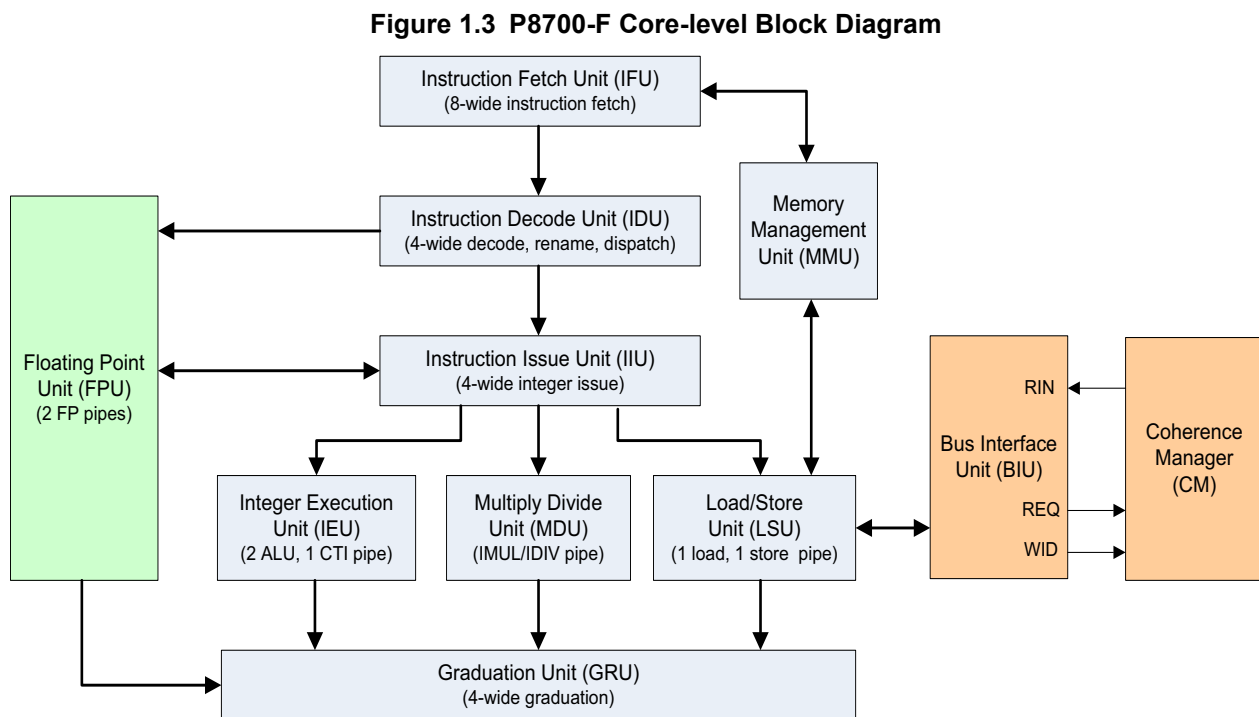 Figure 1.3 P8700-F Core-level Block Diagram
Instruction Fetch Unit (IFU)
(8-wide instruction fetch)
Instruction Decode Unit (IDU)
(4-wide decode, rename, dispatch)
Memory
Management
Unit (MMU)
Floating Point
Unit (FPU)
(2 FP pipes)
Instruction Issue Unit (IIU)
(4-wide integer issue)
RIN
Bus Interface
Unit (BIU)
REQ
WID
Coherence
Manager
(CM)
Integer Execution
Unit (IEU)
(2 ALU, 1 CTI pipe)
Multiply Divide
Unit (MDU)
(IMUL/IDIV pipe)
Load/Store
Unit (LSU)
(1 load, 1 store pipe)
Graduation Unit (GRU)
(4-wide graduation)